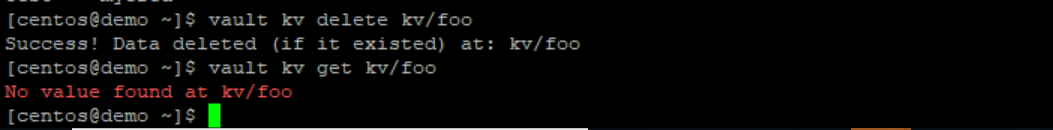 [centos@demo ~]$ vault kv delete kv/foo
Success! Data deleted (if it existed) at: kv/foo
[centos@demo ~]$ vault kv get kv/foo
No value found at kv/foo
[centos@demo ~]$